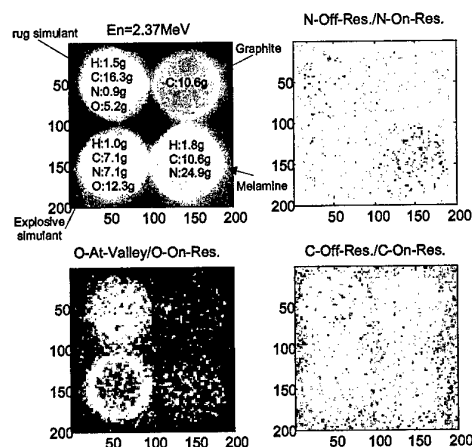 rug simulant
En=2.37MeV
N-Off-Res./N-On-Res.
H:1.5g
C:16.3g
N:0.9g
O:5.2g
C:10.6g
Graphite
H:1.0g
C:7.1g
N:7.1g
O:12.3g
H:1.8g
C:10.6g
N:24.9g
Melamine
Explosive
simulant
50
100
150
200
0
50
100
150
200
50
100
150
200
0
50
100
150
200
O-At-Valley/O-On-Res.
C-Off-Res./C-On-Res.
50
100
150
200
0
50
100
150
200
50
100
150
200
0
50
100
150
200